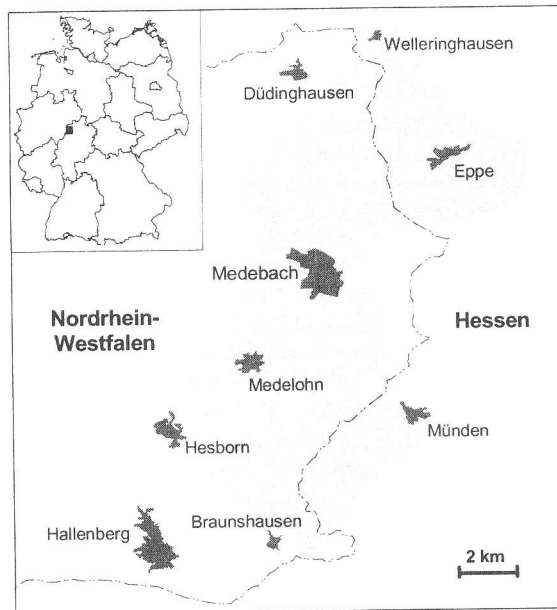 Welleringhausen
Düdinghausen
Eppe
Medebach
Nordrhein-
Westfalen
Hessen
Medelohn
Münden
Hesborn
Braunshausen
Hallenberg
2 km